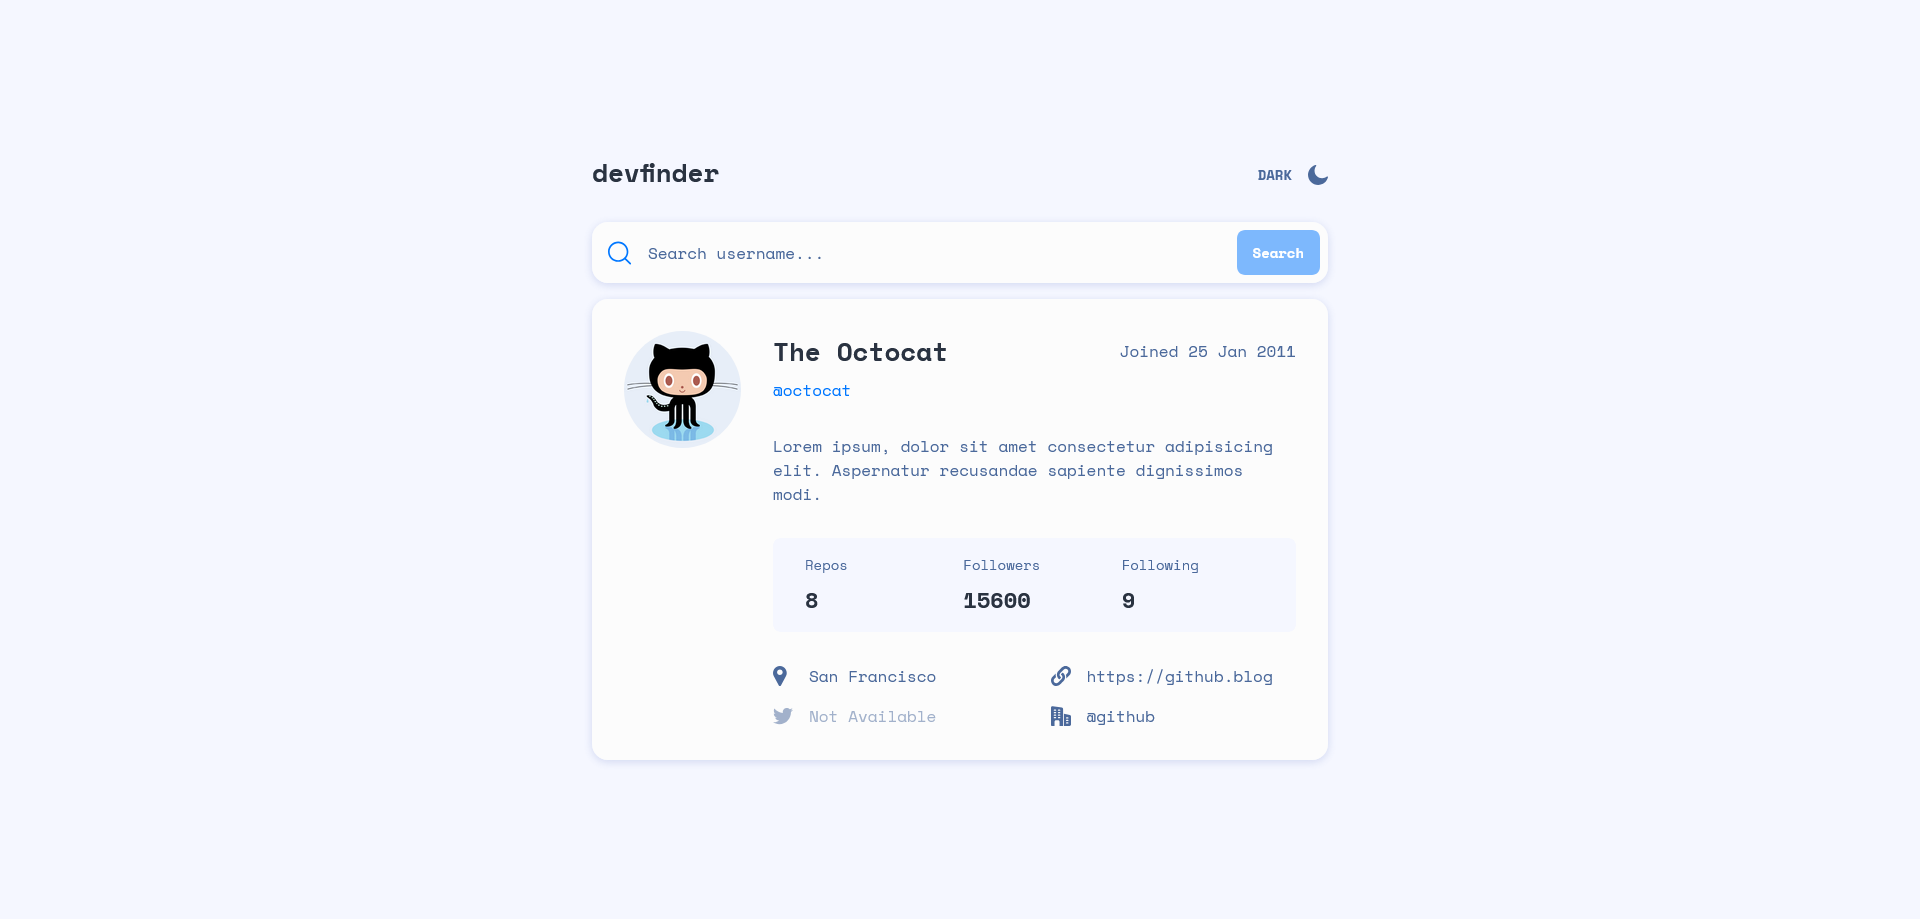 devfinder
DARK
Search username...
Search
The Octocat
Joined 25 Jan 2011
@octocat
Lorem ipsum, dolor sit amet consectetur adipisicing
elit. Aspernatur recusandae sapiente dignissimos
modi.
Repos
Followers
Following
8
15600
9
San Francisco
https://github.blog
Not Available
@github